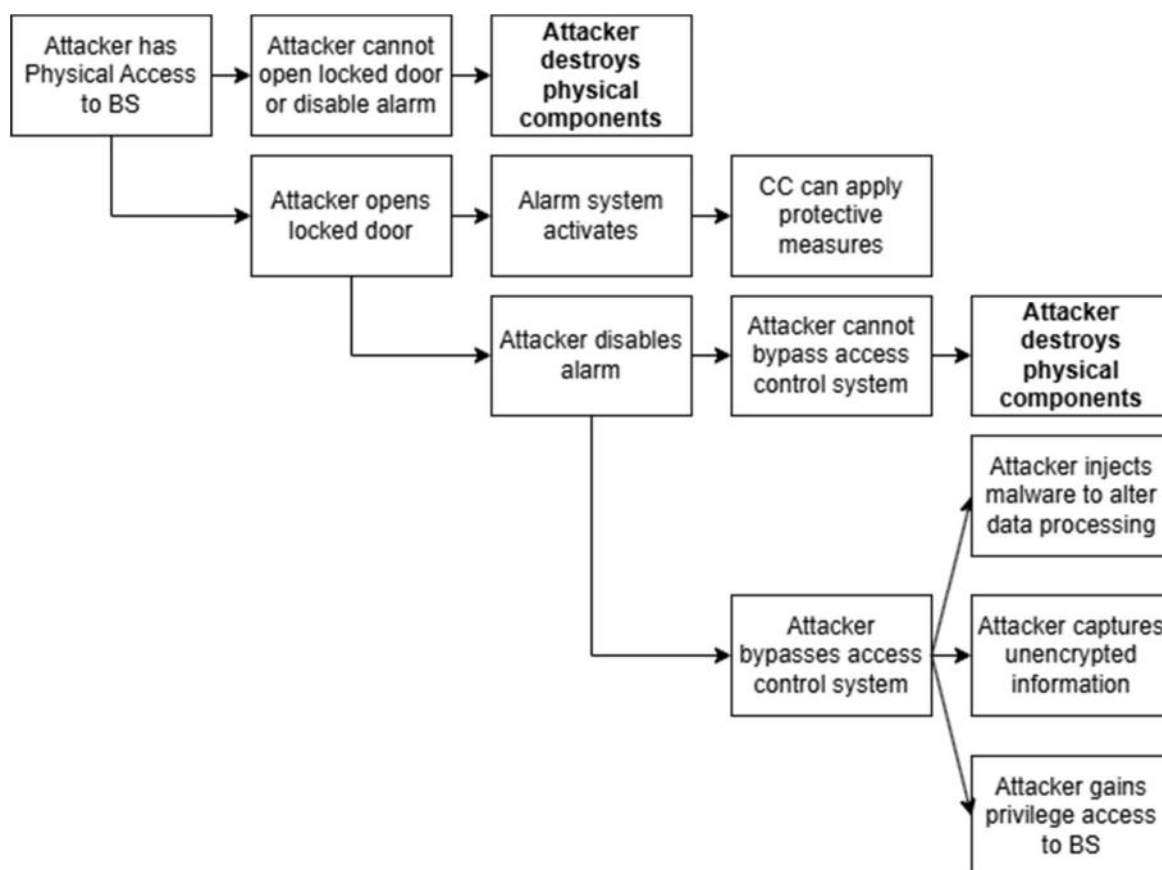 Attacker has
Physical Access
to BS
Attacker cannot
open locked door
or disable alarm
Attacker
destroys
physical
components
Attacker opens
locked door
Alarm system
activates
CC can apply
protective
measures
Attacker disables
alarm
Attacker cannot
bypass access
control system
Attacker
destroys
physical
components
Attacker injects
malware to alter
data processing
Attacker
bypasses access
control system
Attacker captures
unencrypted
information
Attacker gains
privilege access
to BS